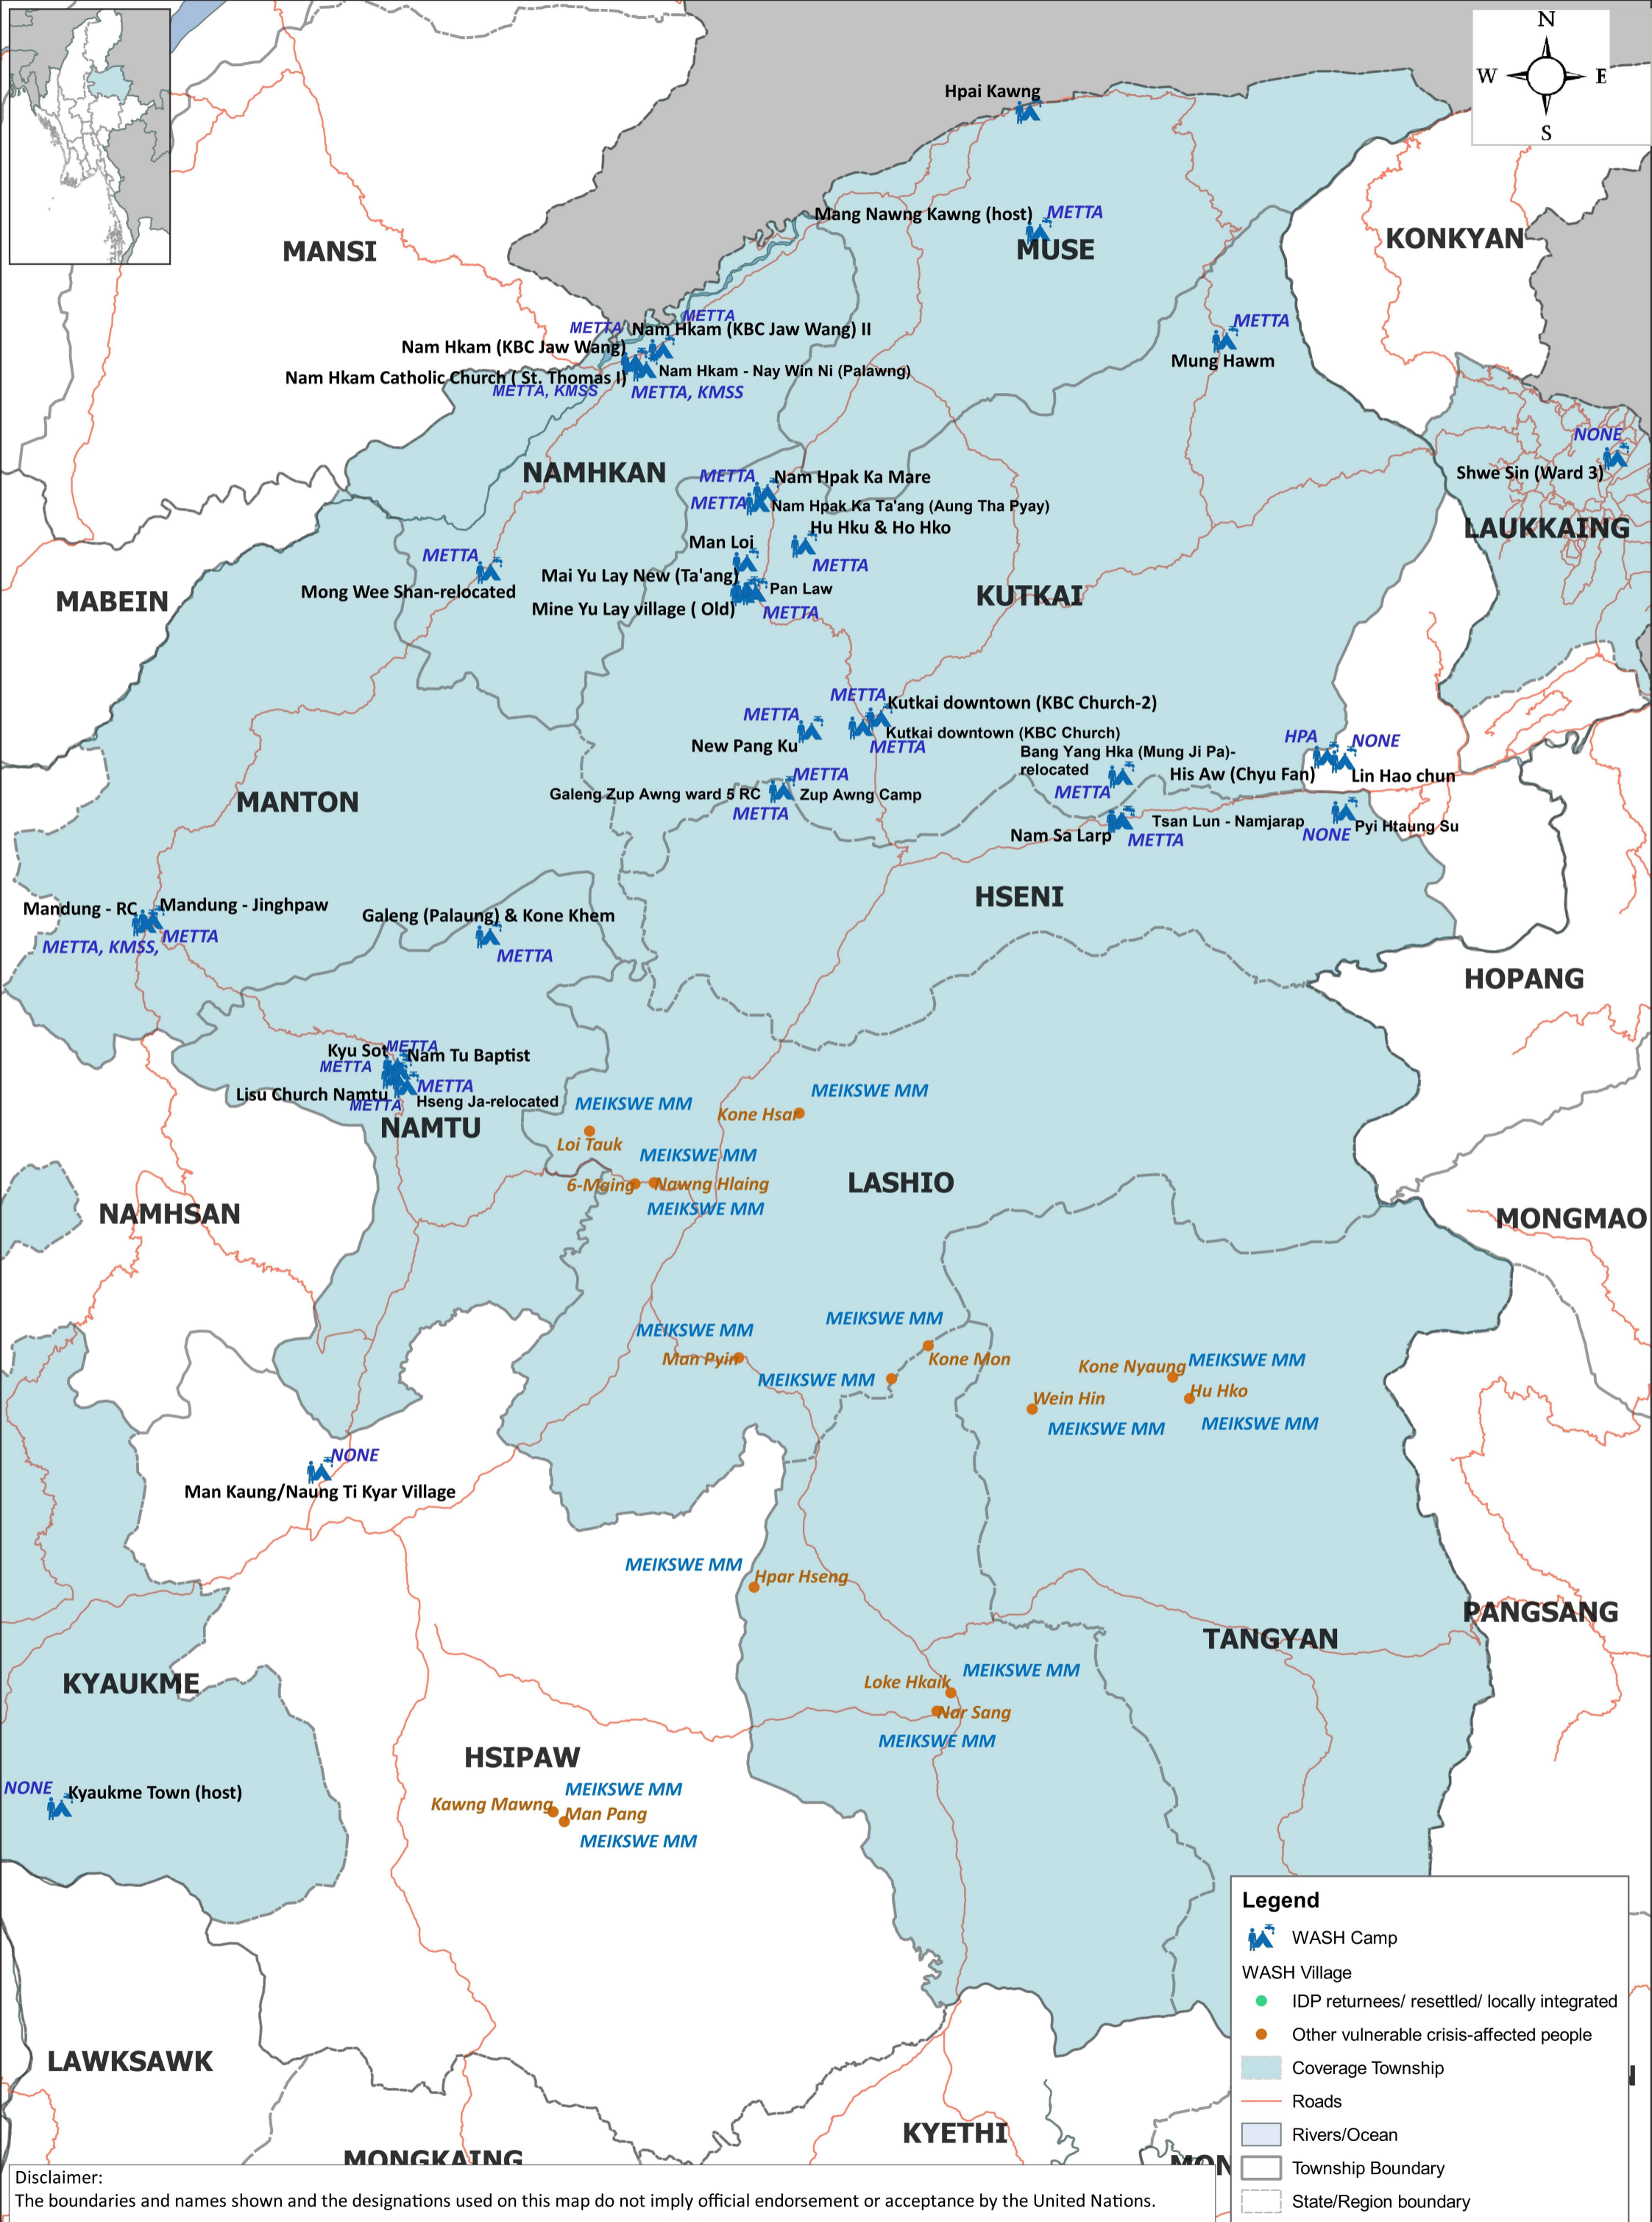 N
W
E
S
Hpai Kawng
Mang Nawng Kawng (host)
METTA
MUSE
MANSI
KONKYAN
METTA
METTA
Nam Hkam (KBC Jaw Wang) II
Nam Hkam (KBC Jaw Wang)
METTA
Mung Hawm
Nam Hkam Catholic Church ( St. Thomas I)
Nam Hkam - Nay Win Ni (Palawng)
METTA, KMSS
METTA, KMSS
NONE
Shwe Sin (Ward 3)
LAUKKAING
NAMHKAN
METTA
Nam Hpak Ka Mare
METTA
Nam Hpak Ka Ta'ang (Aung Tha Pyay)
Hu Hku & Ho Hko
Man Loi
METTA
METTA
Mong Wee Shan-relocated
Mai Yu Lay New (Ta'ang)
Pan Law
Mine Yu Lay village ( Old)
METTA
KUTKAI
MABEIN
METTA
Kutkai downtown (KBC Church-2)
METTA
New Pang Ku
Kutkai downtown (KBC Church)
METTA
Bang Yang Hka (Mung Ji Pa)-
relocated
METTA
HPA
NONE
His Aw (Chyu Fan)
Lin Hao chun
METTA
Galeng Zup Awng ward 5 RC
Zup Awng Camp
METTA
MANTON
Nam Sa Larp
METTA
Tsan Lun - Namjarap
NONE
Pyi Htaung Su
HSENI
Mandung - RC
Mandung - Jinghpaw
METTA, KMSS,
METTA
Galeng (Palaung) & Kone Khem
METTA
HOPANG
Kyu Sot
METTA
Nam Tu Baptist
METTA
METTA
Lisu Church Namtu
METTA
Hseng Ja-relocated
NAMTU
MEIKSWE MM
Loi Tauk
MEIKSWE MM
Kone Hsar
MEIKSWE MM
6-Maing
Nawng Hlaing
MEIKSWE MM
LASHIO
NAMHSAN
MONGMAO
MEIKSWE MM
Man Pyin
MEIKSWE MM
Kone Mon
MEIKSWE MM
Kone Nyaung
MEIKSWE MM
Hu Hko
MEIKSWE MM
Wein Hin
MEIKSWE MM
NONE
Man Kaung/Naung Ti Kyar Village
MEIKSWE MM
Hpar Hseng
PANGSANG
TANGYAN
KYAUKME
Loke Hkaik
MEIKSWE MM
Nar Sang
MEIKSWE MM
HSIPAW
NONE
Kyaukme Town (host)
MEIKSWE MM
Kawng Mawng
Man Pang
MEIKSWE MM
LAWKSAWK
KYETHI
MONGKAING
MON
Legend
WASH Camp
WASH Village
IDP returnees/ resettled/ locally integrated
Other vulnerable crisis-affected people
Coverage Township
Roads
Rivers/Ocean
Township Boundary
State/Region boundary
Disclaimer:
The boundaries and names shown and the designations used on this map do not imply official endorsement or acceptance by the United Nations.